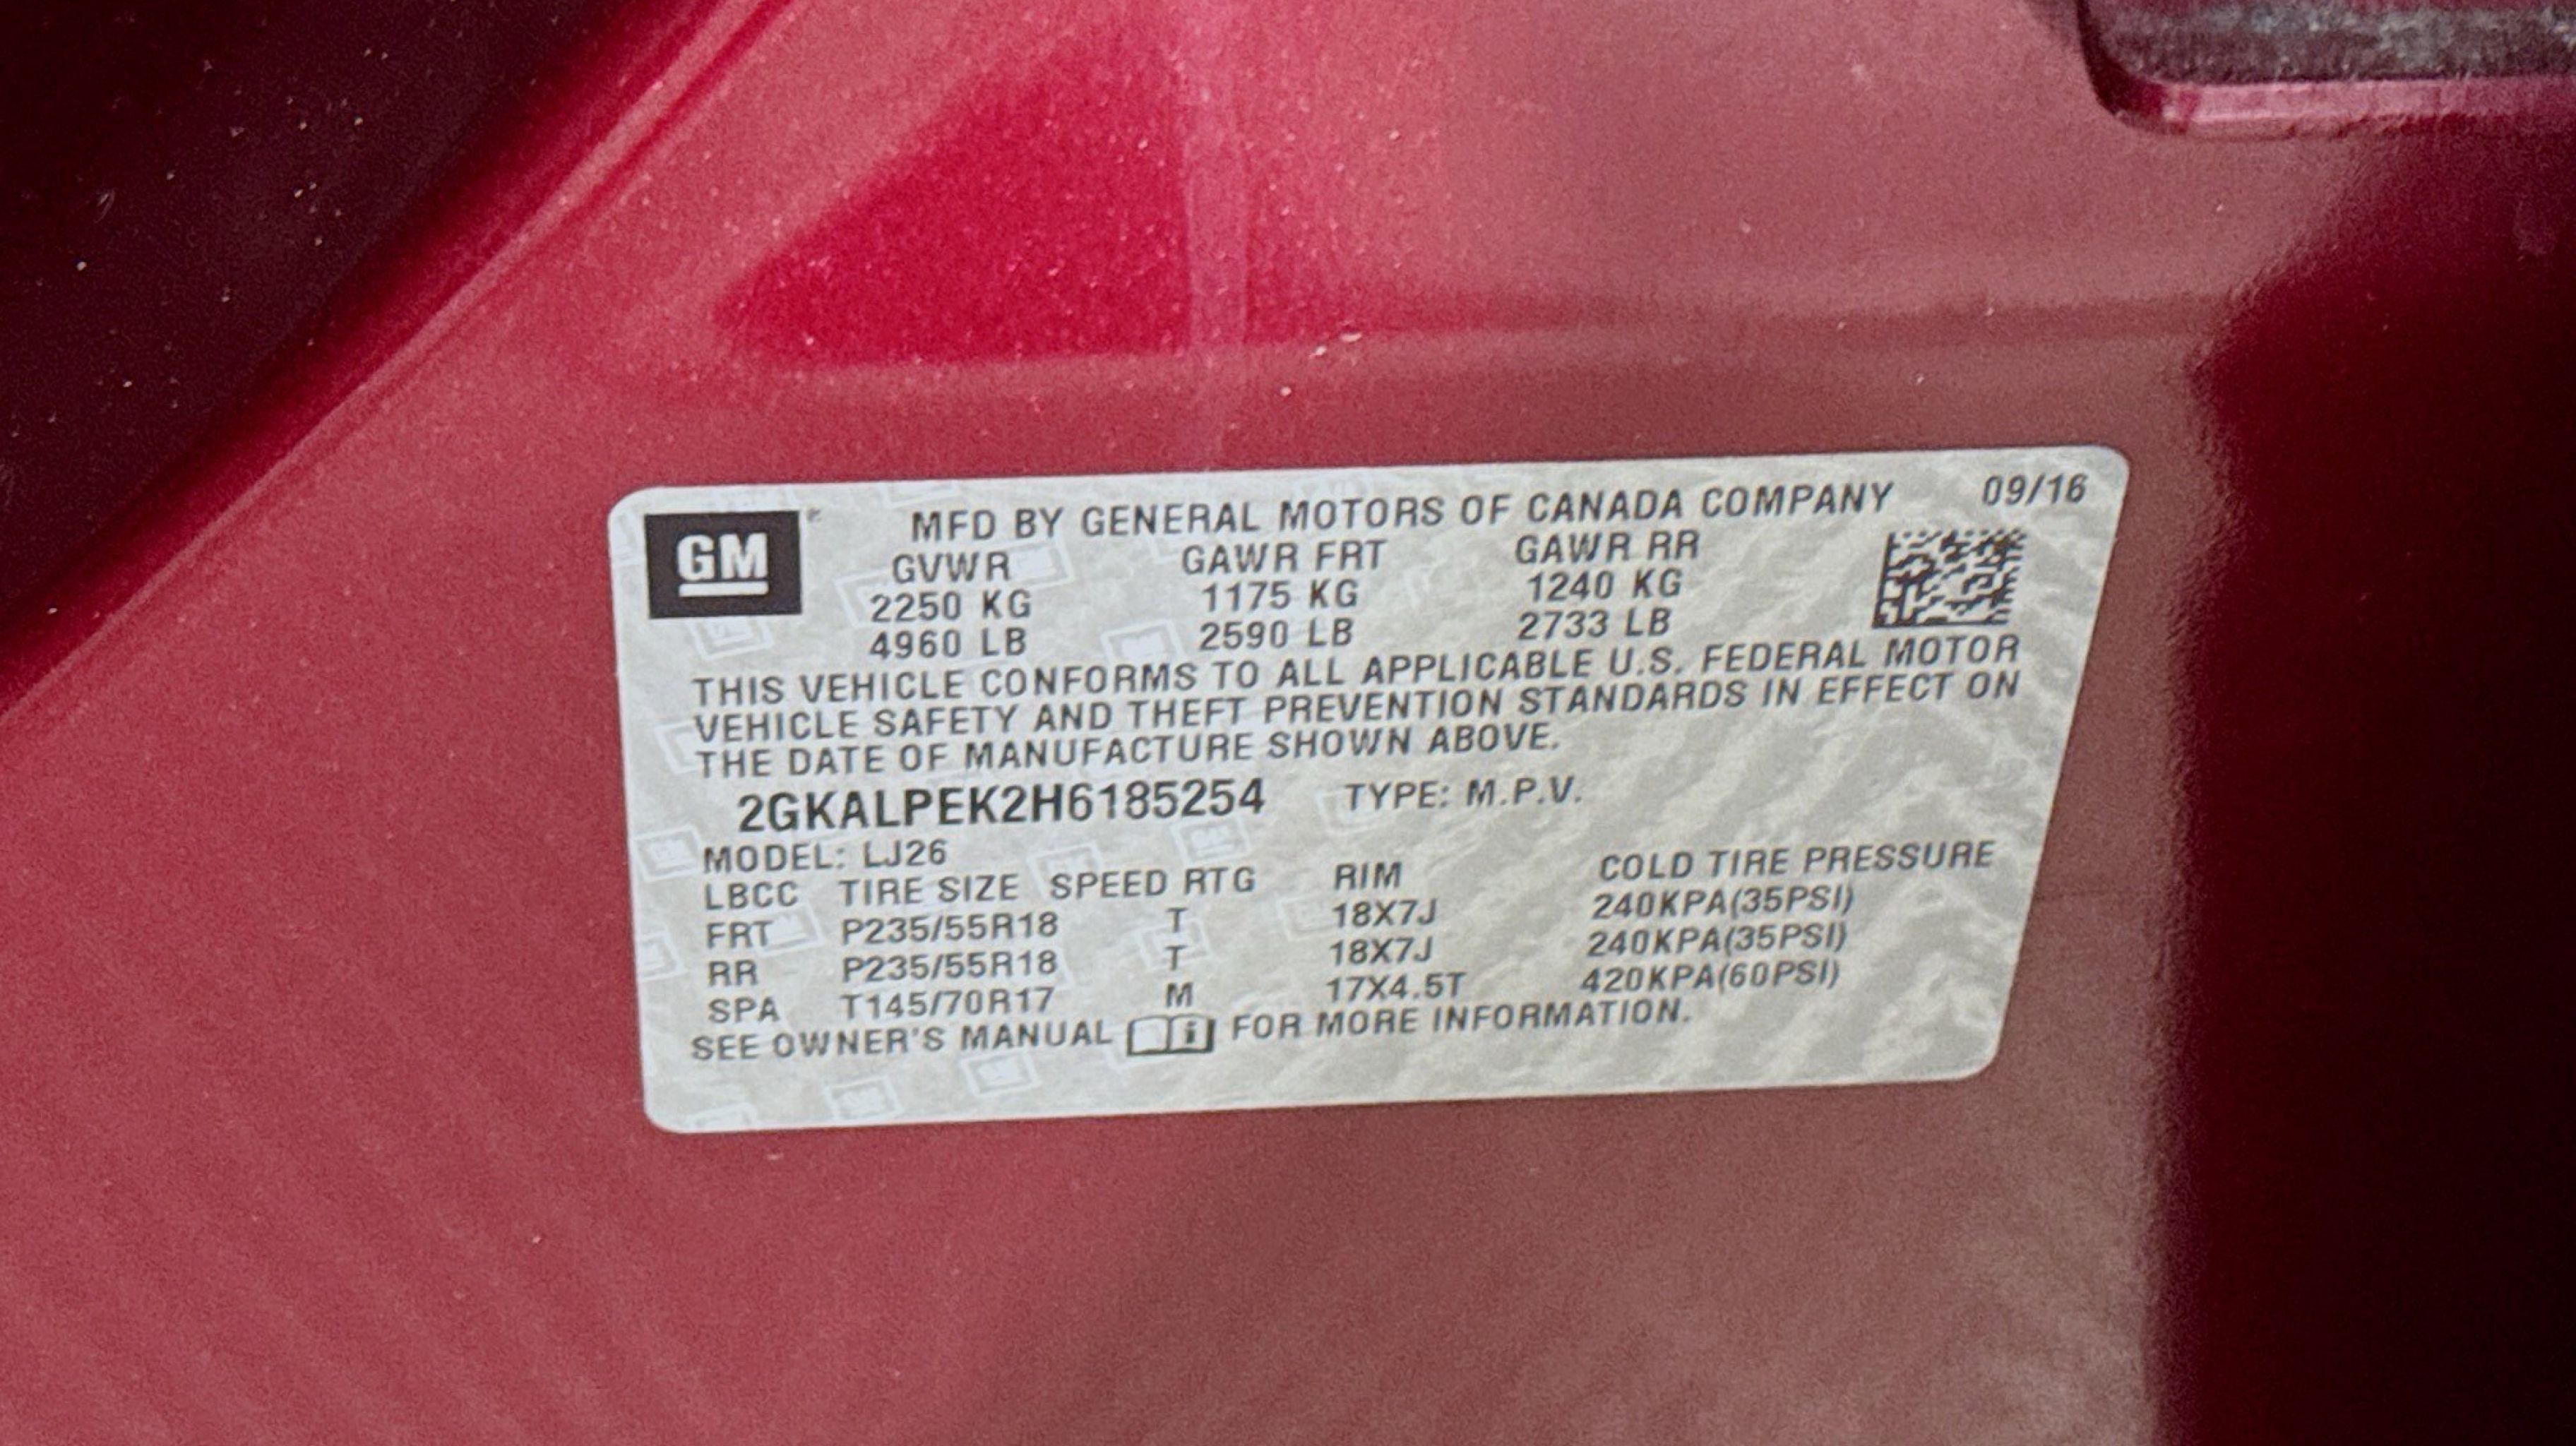 MFD BY GENERAL MOTORS OF CANADA COMPANY 09/16
GM
GVWR GAWR FRT GAWR RR
2250 KG 1175 KG 1240 KG
4960 LB 2590 LB 2733 LB
THIS VEHICLE CONFORMS TO ALL APPLICABLE U.S. FEDERAL MOTOR
VEHICLE SAFETY AND THEFT PREVENTION STANDARDS IN EFFECT ON
THE DATE OF MANUFACTURE SHOWN ABOVE.
2GKALPEK2H6185254 TYPE: M.P.V.
MODEL: LJ26
LBCC TIRE SIZE SPEED RTG RIM COLD TIRE PRESSURE
FRT P235/55R18 T 18X7J 240KPA(35PSI)
RR P235/55R18 T 18X7J 240KPA(35PSI)
SPA T145/70R17 M 17X4.5T 420KPA(60PSI)
SEE OWNER'S MANUAL i FOR MORE INFORMATION.